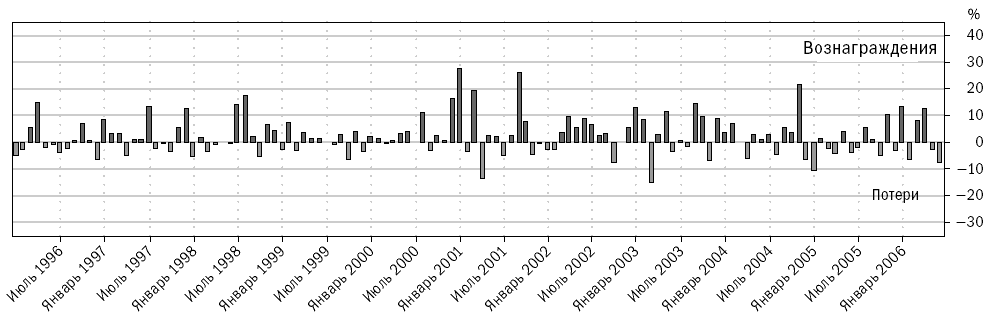 %
40
Вознаграждения
30
20
10
0
−10
Потери
−20
−30
Июль 1996
Январь 1997
Июль 1997
Январь 1998
Июль 1998
Январь 1999
Июль 1999
Январь 2000
Июль 2000
Январь 2001
Июль 2001
Январь 2002
Июль 2002
Январь 2003
Июль 2003
Январь 2004
Июль 2004
Январь 2005
Июль 2005
Январь 2006